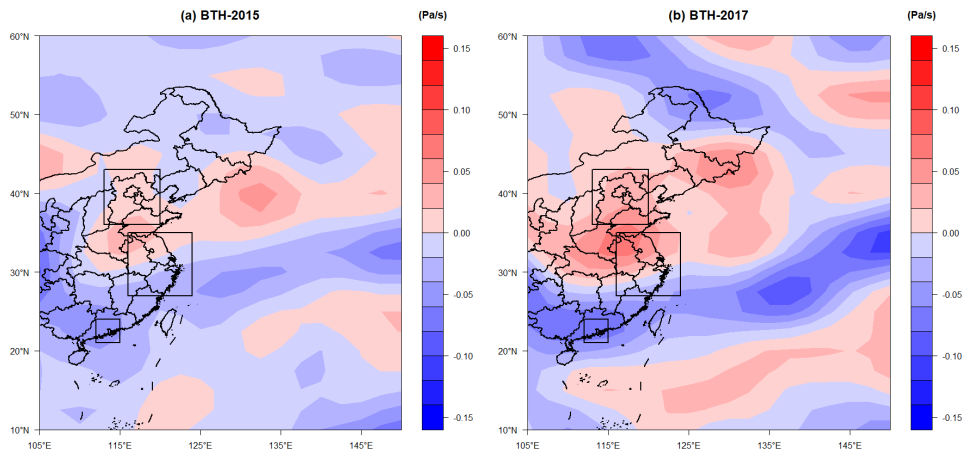 (a) BTH-2015
(Pa/s)
60°N
50°N
40°N
30°N
20°N
10°N
105°E
115°E
125°E
135°E
145°E
0.15
0.10
0.05
0.00
-0.05
-0.10
-0.15
(b) BTH-2017
(Pa/s)
60°N
50°N
40°N
30°N
20°N
10°N
105°E
115°E
125°E
135°E
145°E
0.15
0.10
0.05
0.00
-0.05
-0.10
-0.15